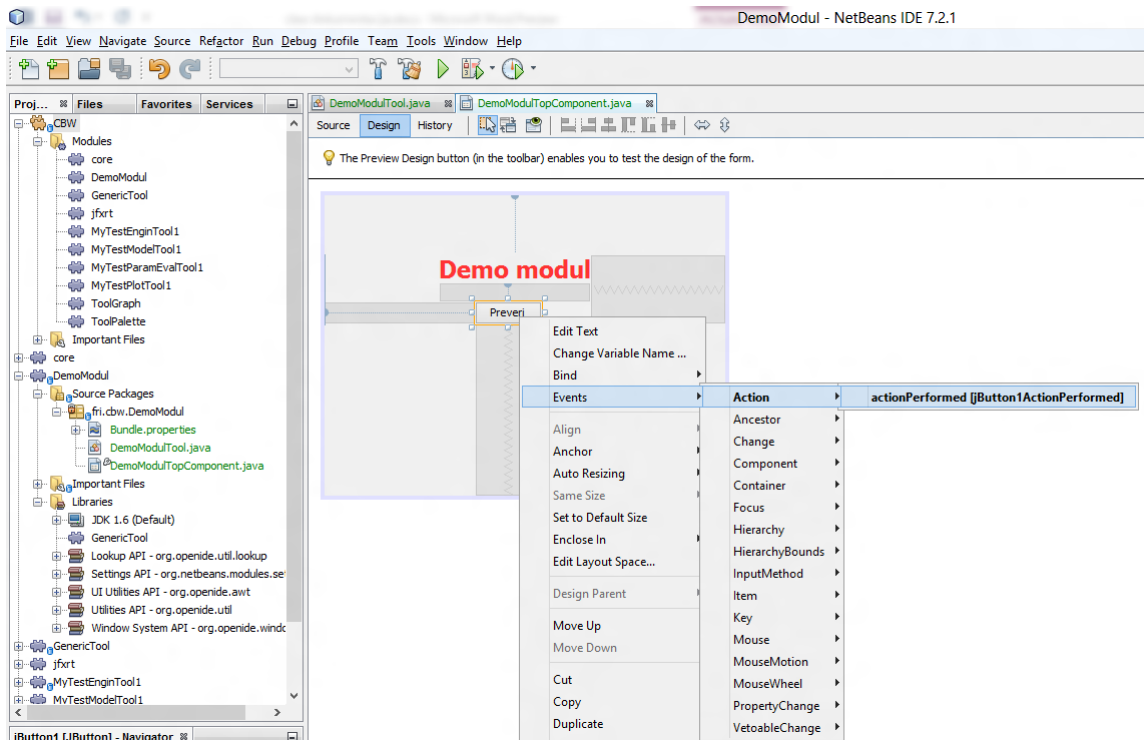 DemoModul - NetBeans IDE 7.2.1
File Edit View Navigate Source Refactor Run Debug Profile Team Tools Window Help
Proj... Files Favorites Services
CBW
Modules
core
DemoModul
GenericTool
jfxrt
MyTestEnginTool1
MyTestModelTool1
MyTestParamEvalTool1
MyTestPlotTool1
ToolGraph
ToolPalette
Important Files
core
DemoModul
Source Packages
fri.cbw.DemoModul
Bundle.properties
DemoModulTool.java
DemoModulTopComponent.java
Important Files
Libraries
JDK 1.6 (Default)
GenericTool
Lookup API - org.openide.util.lookup
Settings API - org.netbeans.modules.se
UI Utilities API - org.openide.awt
Utilities API - org.openide.util
Window System API - org.openide.windo
GenericTool
jfxrt
MyTestEnginTool1
MyTestModelTool1
jButton1 [JButton] - Navigator
DemoModulTool.java DemoModulTopComponent.java
Source Design History
The Preview Design button (in the toolbar) enables you to test the design of the form.
Demo modul
Preveri
Edit Text
Change Variable Name ...
Bind
Events
Align
Anchor
Auto Resizing
Same Size
Set to Default Size
Enclose In
Edit Layout Space...
Design Parent
Move Up
Move Down
Cut
Copy
Duplicate
Action
Ancestor
Change
Component
Container
Focus
Hierarchy
HierarchyBounds
InputMethod
Item
Key
Mouse
MouseMotion
MouseWheel
PropertyChange
VetoableChange
actionPerformed [jButton1ActionPerformed]